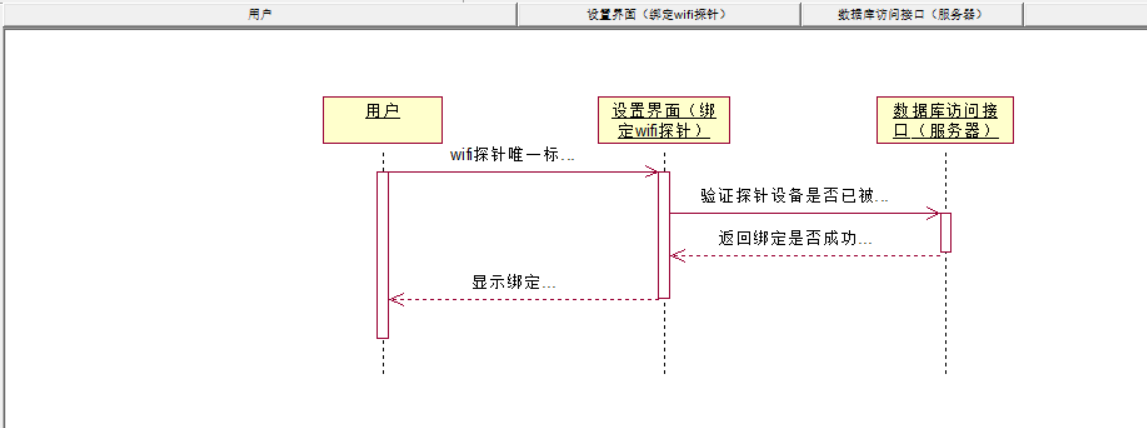 用户
设置界面（绑定wifi探针）
数据库访问接口（服务器）
用户
设置界面（绑
定wifi探针）
数据库访问接
口（服务器）
wifi探针唯一标...
验证探针设备是否已被...
返回绑定是否成功...
显示绑定...